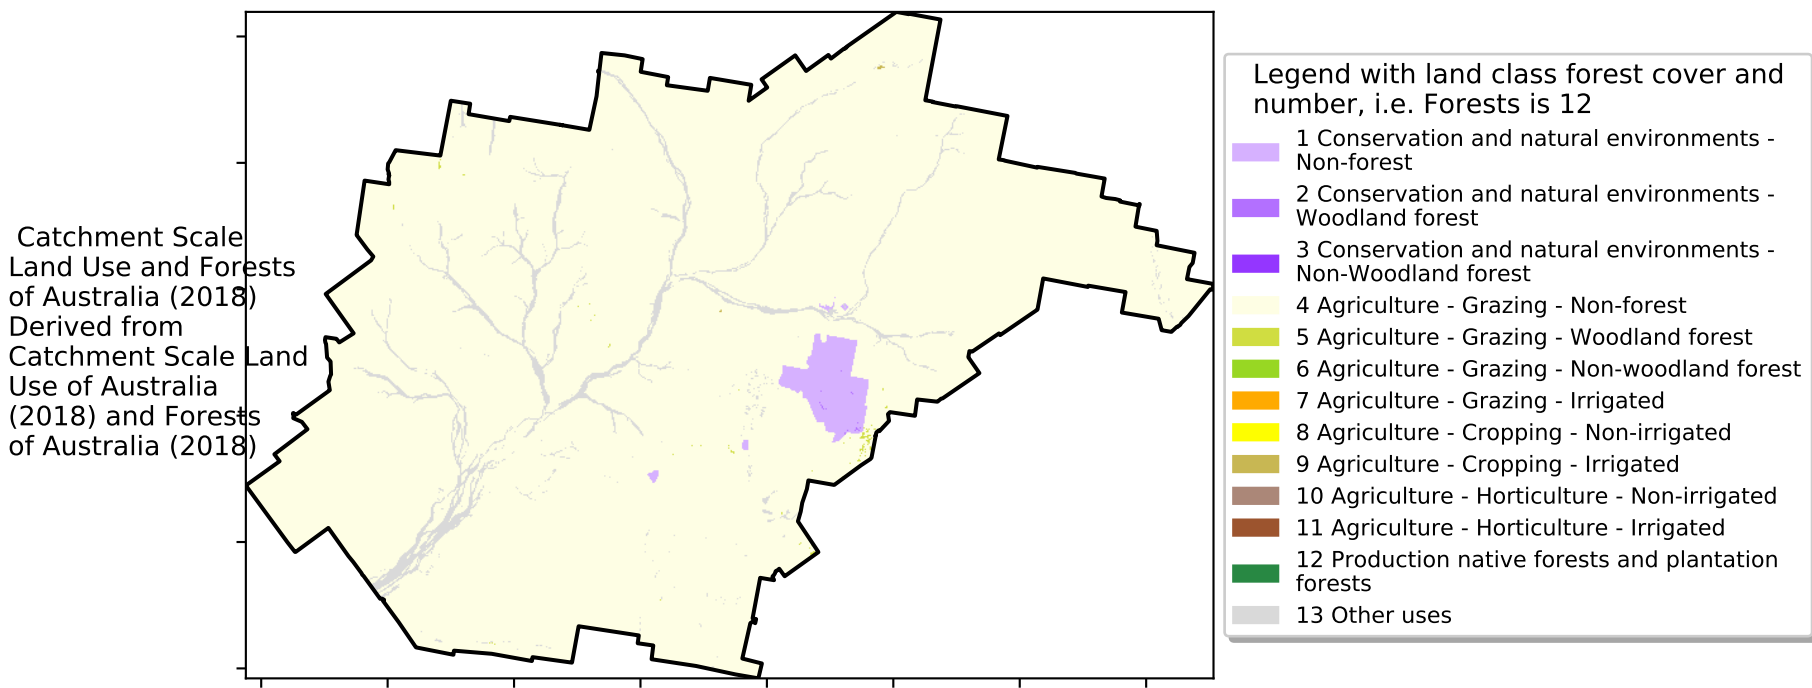 Catchment Scale
Land Use and Forests
of Australia (2018)
Derived from
Catchment Scale Land
Use of Australia
(2018) and Forests
of Australia (2018)
Legend with land class forest cover and
number, i.e. Forests is 12
1 Conservation and natural environments -
Non-forest
2 Conservation and natural environments -
Woodland forest
3 Conservation and natural environments -
Non-Woodland forest
4 Agriculture - Grazing - Non-forest
5 Agriculture - Grazing - Woodland forest
6 Agriculture - Grazing - Non-woodland forest
7 Agriculture - Grazing - Irrigated
8 Agriculture - Cropping - Non-irrigated
9 Agriculture - Cropping - Irrigated
10 Agriculture - Horticulture - Non-irrigated
11 Agriculture - Horticulture - Irrigated
12 Production native forests and plantation
forests
13 Other uses